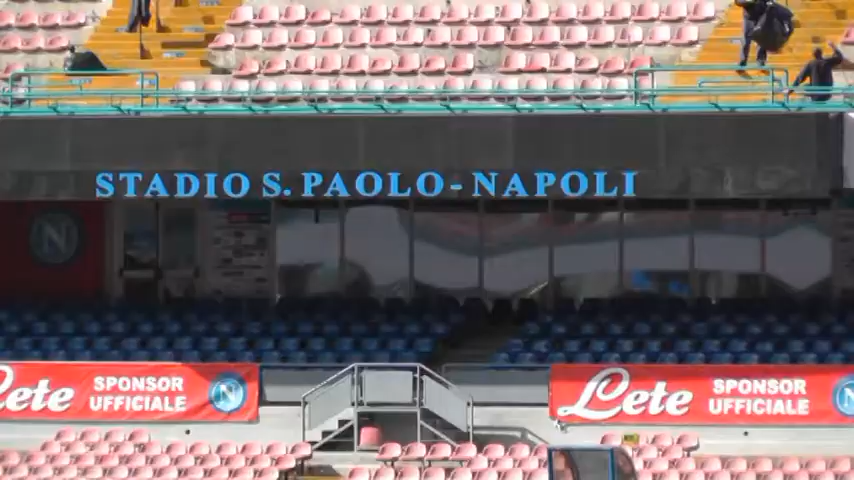 STADIO S. PAOLO - NAPOLI
N
Lete
SPONSOR
UFFICIALE
N
Lete
SPONSOR
UFFICIALE
N